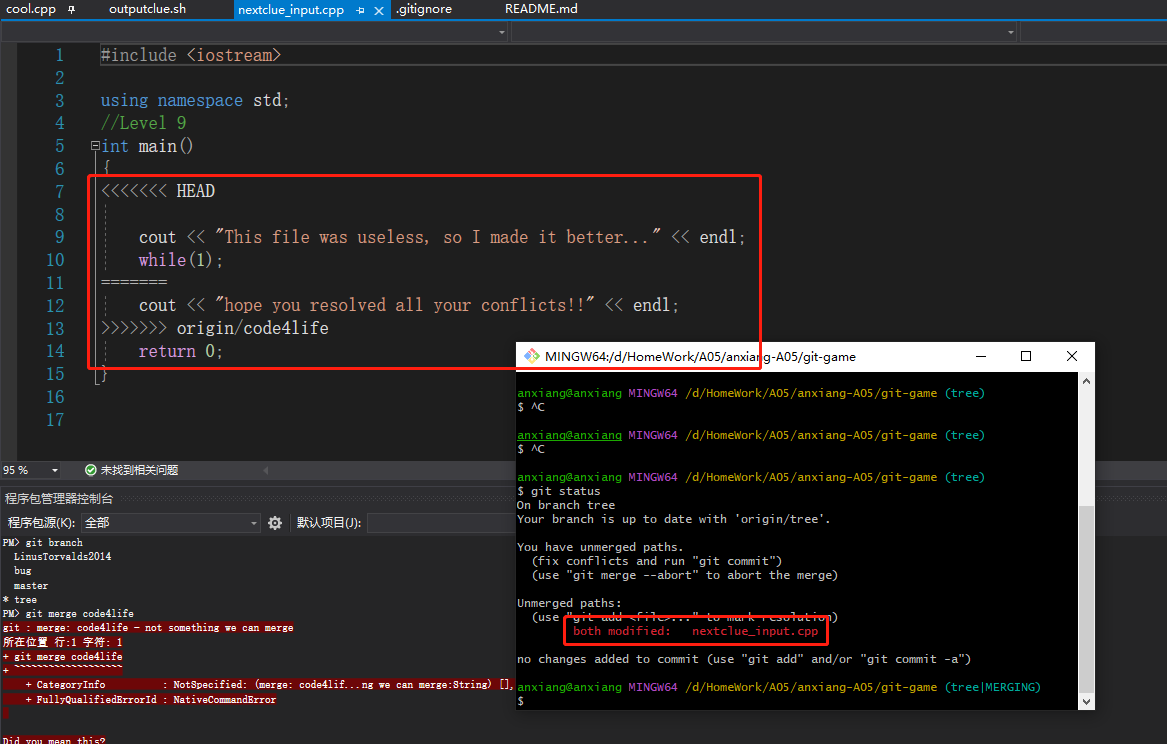 cool.cpp outputclue.sh nextclue_input.cpp .gitignore README.md
1 #include <iostream>
2
3 using namespace std;
4 //Level 9
5 int main()
6 {
7 <<<<<<< HEAD
8
9 cout << "This file was useless, so I made it better..." << endl;
10 while(1);
11 =======
12 cout << "hope you resolved all your conflicts!!" << endl;
13 >>>>>>> origin/code4life
14 return 0;
15 }
16
17
95 % 未找到相关问题
程序包管理器控制台
程序包源(K): 全部 默认项目(J):
PM> git branch
LinusTorvalds2014
bug
master
* tree
PM> git merge code4life
git : merge: code4life - not something we can merge
所在位置 行:1 字符: 1
+ git merge code4life
+ ~~~~~~~~~~~~~~~~~~~
+ CategoryInfo : NotSpecified: (merge: code4lif...ng we can merge:String) [],
+ FullyQualifiedErrorId : NativeCommandError
Did you mean this?
MINGW64:/d/HomeWork/A05/anxiang-A05/git-game
anxiang@anxiang MINGW64 /d/HomeWork/A05/anxiang-A05/git-game (tree)
$ ^C
anxiang@anxiang MINGW64 /d/HomeWork/A05/anxiang-A05/git-game (tree)
$ ^C
anxiang@anxiang MINGW64 /d/HomeWork/A05/anxiang-A05/git-game (tree)
$ git status
On branch tree
Your branch is up to date with 'origin/tree'.
You have unmerged paths.
(fix conflicts and run "git commit")
(use "git merge --abort" to abort the merge)
Unmerged paths:
(use "git add <file>..." to mark resolution)
both modified: nextclue_input.cpp
no changes added to commit (use "git add" and/or "git commit -a")
anxiang@anxiang MINGW64 /d/HomeWork/A05/anxiang-A05/git-game (tree|MERGING)
$